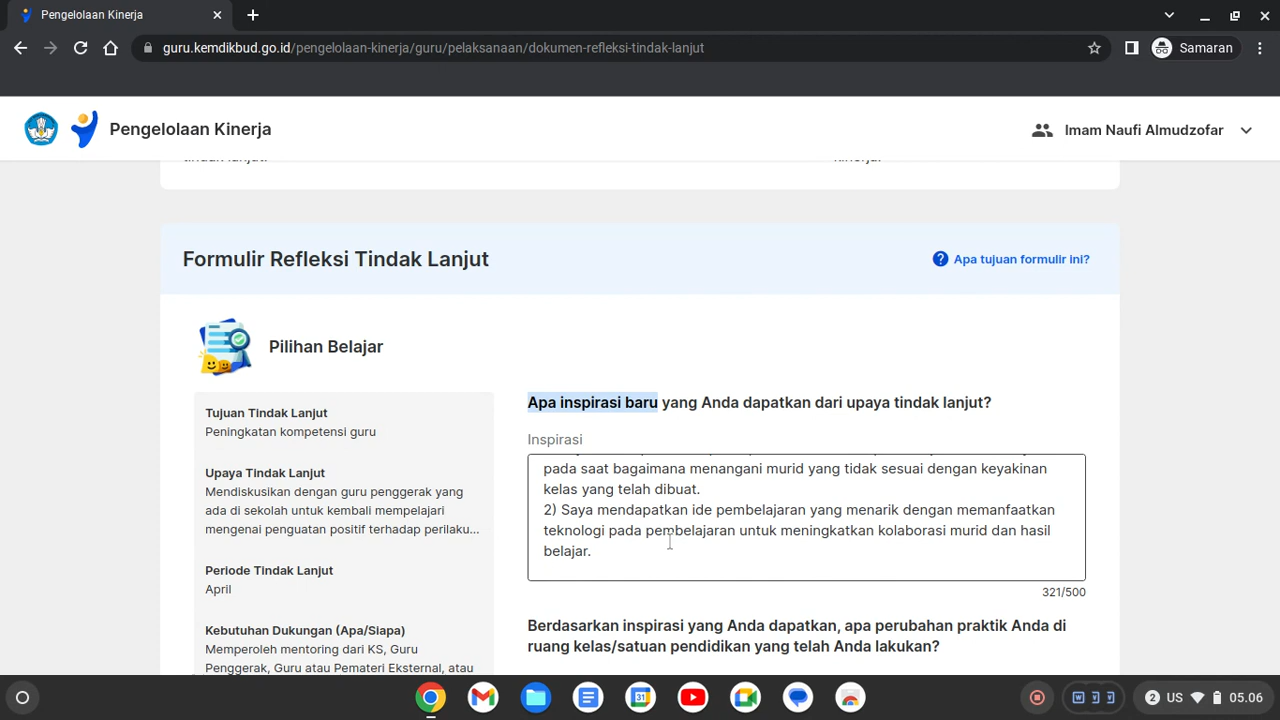 Pengelolaan Kinerja
guru.kemdikbud.go.id/pengelolaan-kinerja/guru/pelaksanaan/dokumen-refleksi-tindak-lanjut
Samaran
Pengelolaan Kinerja
Imam Naufi Almudzofar
Formulir Refleksi Tindak Lanjut
Apa tujuan formulir ini?
Pilihan Belajar
Tujuan Tindak Lanjut
Peningkatan kompetensi guru
Upaya Tindak Lanjut
Mendiskusikan dengan guru penggerak yang
ada di sekolah untuk kembali mempelajari
mengenai penguatan positif terhadap perilaku...
Periode Tindak Lanjut
April
Kebutuhan Dukungan (Apa/Siapa)
Memperoleh mentoring dari KS, Guru
Penggerak, Guru atau Pemateri Eksternal, atau
Apa inspirasi baru yang Anda dapatkan dari upaya tindak lanjut?
Inspirasi
pada saat bagaimana menangani murid yang tidak sesuai dengan keyakinan
kelas yang telah dibuat.
2) Saya mendapatkan ide pembelajaran yang menarik dengan memanfaatkan
teknologi pada pembelajaran untuk meningkatkan kolaborasi murid dan hasil
belajar.
321/500
Berdasarkan inspirasi yang Anda dapatkan, apa perubahan praktik Anda di
ruang kelas/satuan pendidikan yang telah Anda lakukan?
31
W
2
US
05.06